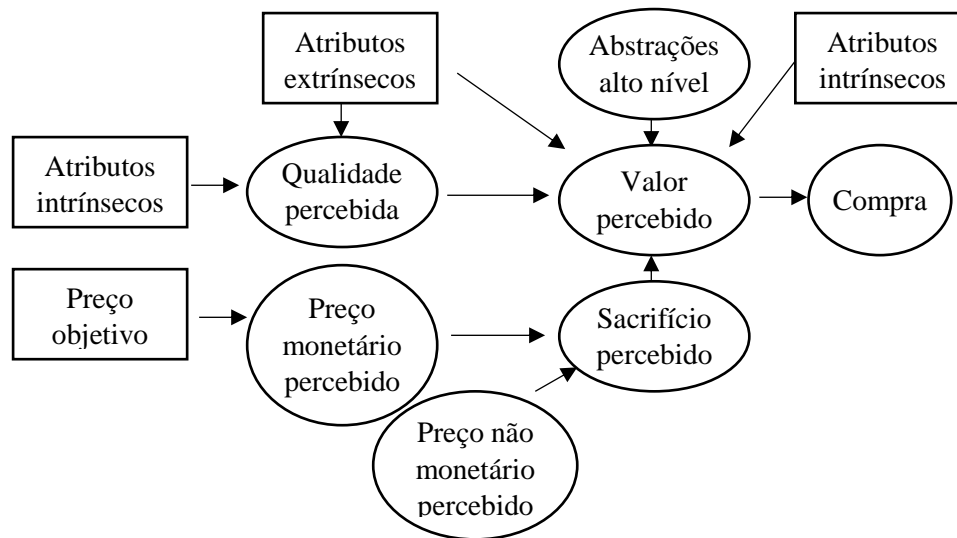 Atributos
extrínsecos
Abstrações
alto nível
Atributos
intrínsecos
Atributos
intrínsecos
Qualidade
percebida
Valor
percebido
Compra
Preço
objetivo
Preço
monetário
percebido
Sacrifício
percebido
Preço não
monetário
percebido